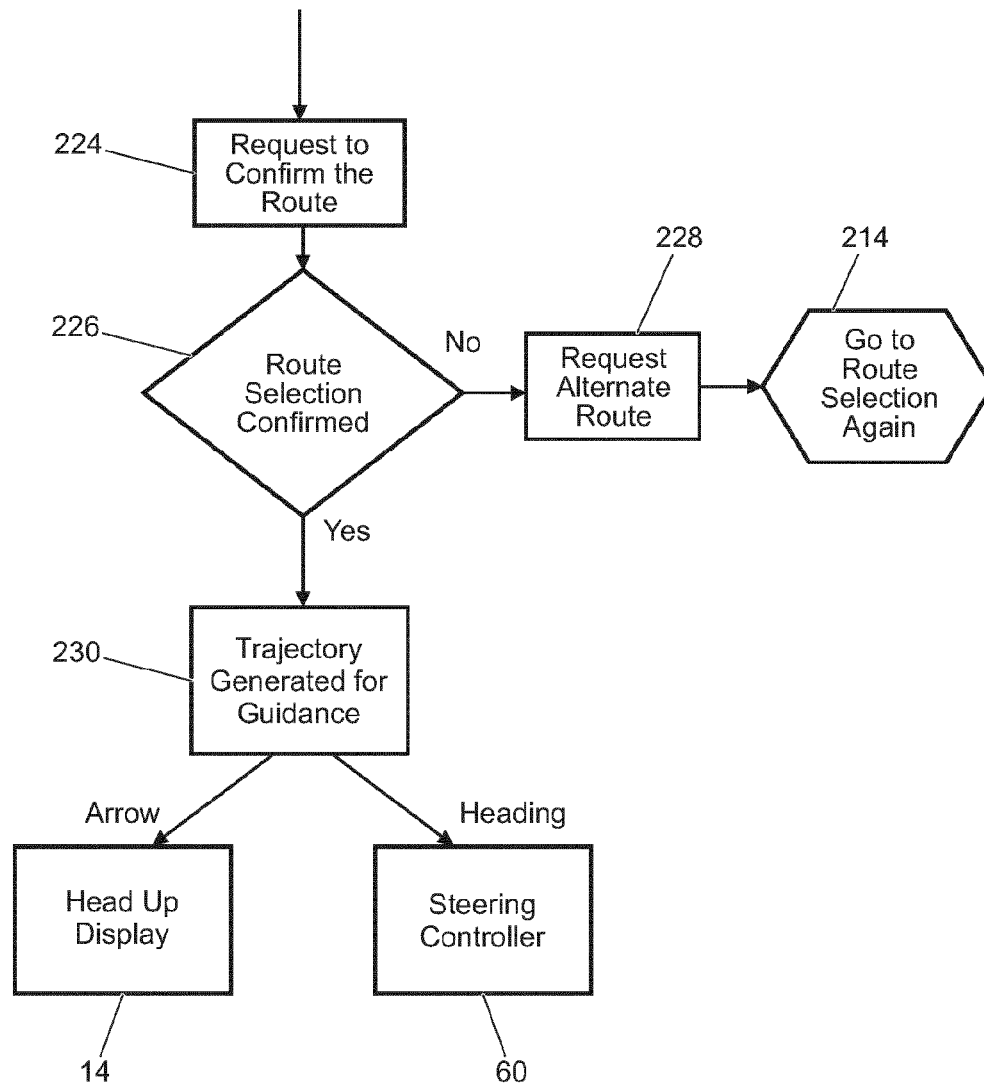 224
Request to
Confirm the
Route
228
214
226
No
Route
Selection
Confirmed
Request
Alternate
Route
Go to
Route
Selection
Again
Yes
230
Trajectory
Generated for
Guidance
Arrow
Heading
Head Up
Display
Steering
Controller
14
60